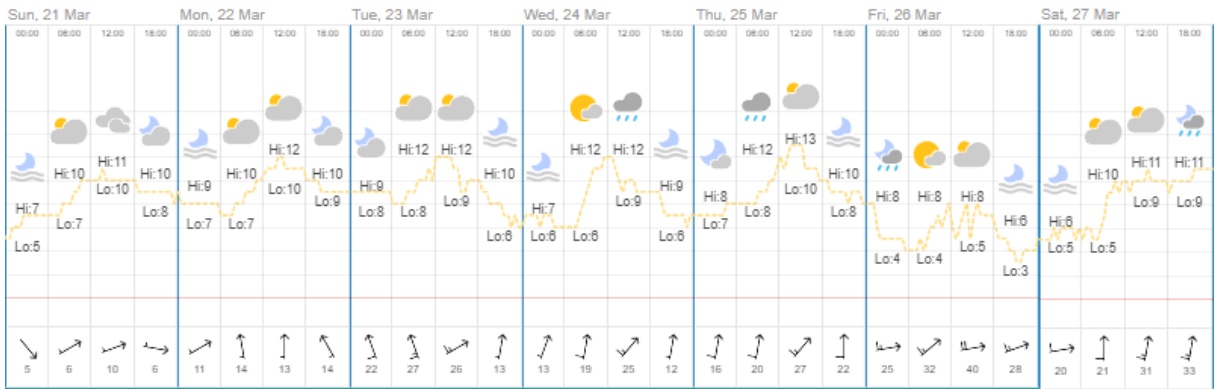 Sun, 21 Mar Mon, 22 Mar Tue, 23 Mar Wed, 24 Mar Thu, 25 Mar Fri, 26 Mar Sat, 27 Mar
00:00 06:00 12:00 18:00 00:00 06:00 12:00 18:00 00:00 06:00 12:00 18:00 00:00 06:00 12:00 18:00 00:00 06:00 12:00 18:00 00:00 06:00 12:00 18:00 00:00 06:00 12:00 18:00
Hi:7 Hi:10 Hi:11 Hi:10 Hi:9 Hi:10 Hi:12 Hi:10 Hi:9 Hi:12 Hi:12 Hi:10 Hi:7 Hi:12 Hi:12 Hi:9 Hi:8 Hi:12 Hi:13 Hi:10 Hi:8 Hi:8 Hi:8 Hi:6 Hi:6 Hi:10 Hi:11 Hi:11
Lo:5 Lo:7 Lo:10 Lo:8 Lo:7 Lo:7 Lo:10 Lo:9 Lo:8 Lo:8 Lo:9 Lo:6 Lo:6 Lo:6 Lo:9 Lo:6 Lo:7 Lo:8 Lo:10 Lo:8 Lo:4 Lo:4 Lo:5 Lo:3 Lo:5 Lo:5 Lo:9 Lo:9
5 6 10 6 11 14 13 14 22 27 26 13 13 19 25 12 16 20 27 22 25 32 40 28 20 21 31 33